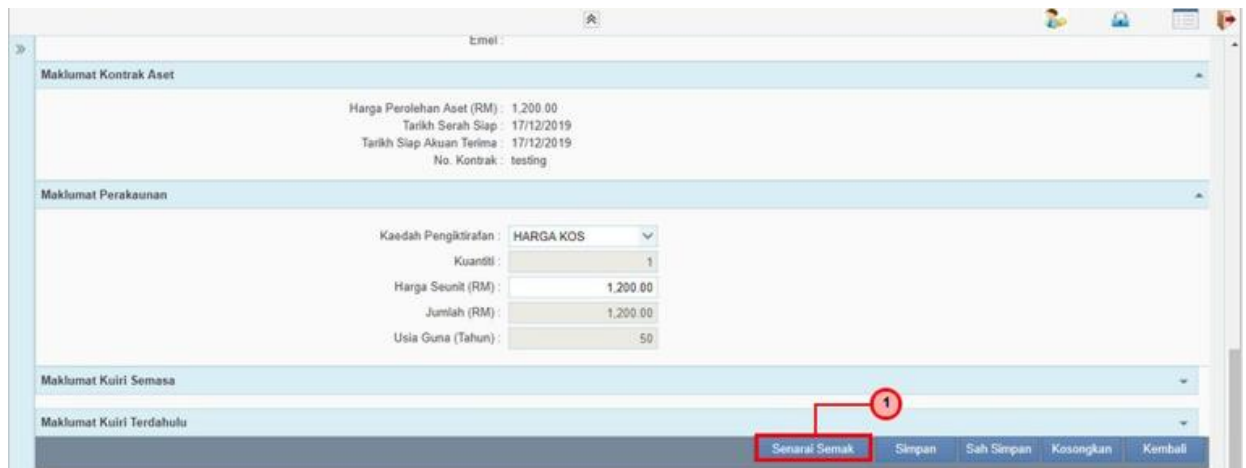 Emel :
Maklumat Kontrak Aset
Harga Perolehan Aset (RM) : 1,200.00
Tarikh Serah Siap : 17/12/2019
Tarikh Siap Akuan Terima : 17/12/2019
No. Kontrak : testing
Maklumat Perakaunan
Kaedah Pengiktirafan : HARGA KOS
Kuantiti : 1
Harga Seunit (RM) : 1,200.00
Jumlah (RM) : 1,200.00
Usia Guna (Tahun) : 50
Maklumat Kuiri Semasa
1
Maklumat Kuiri Terdahulu
Senarai Semak Simpan Sah Simpan Kosongkan Kembali